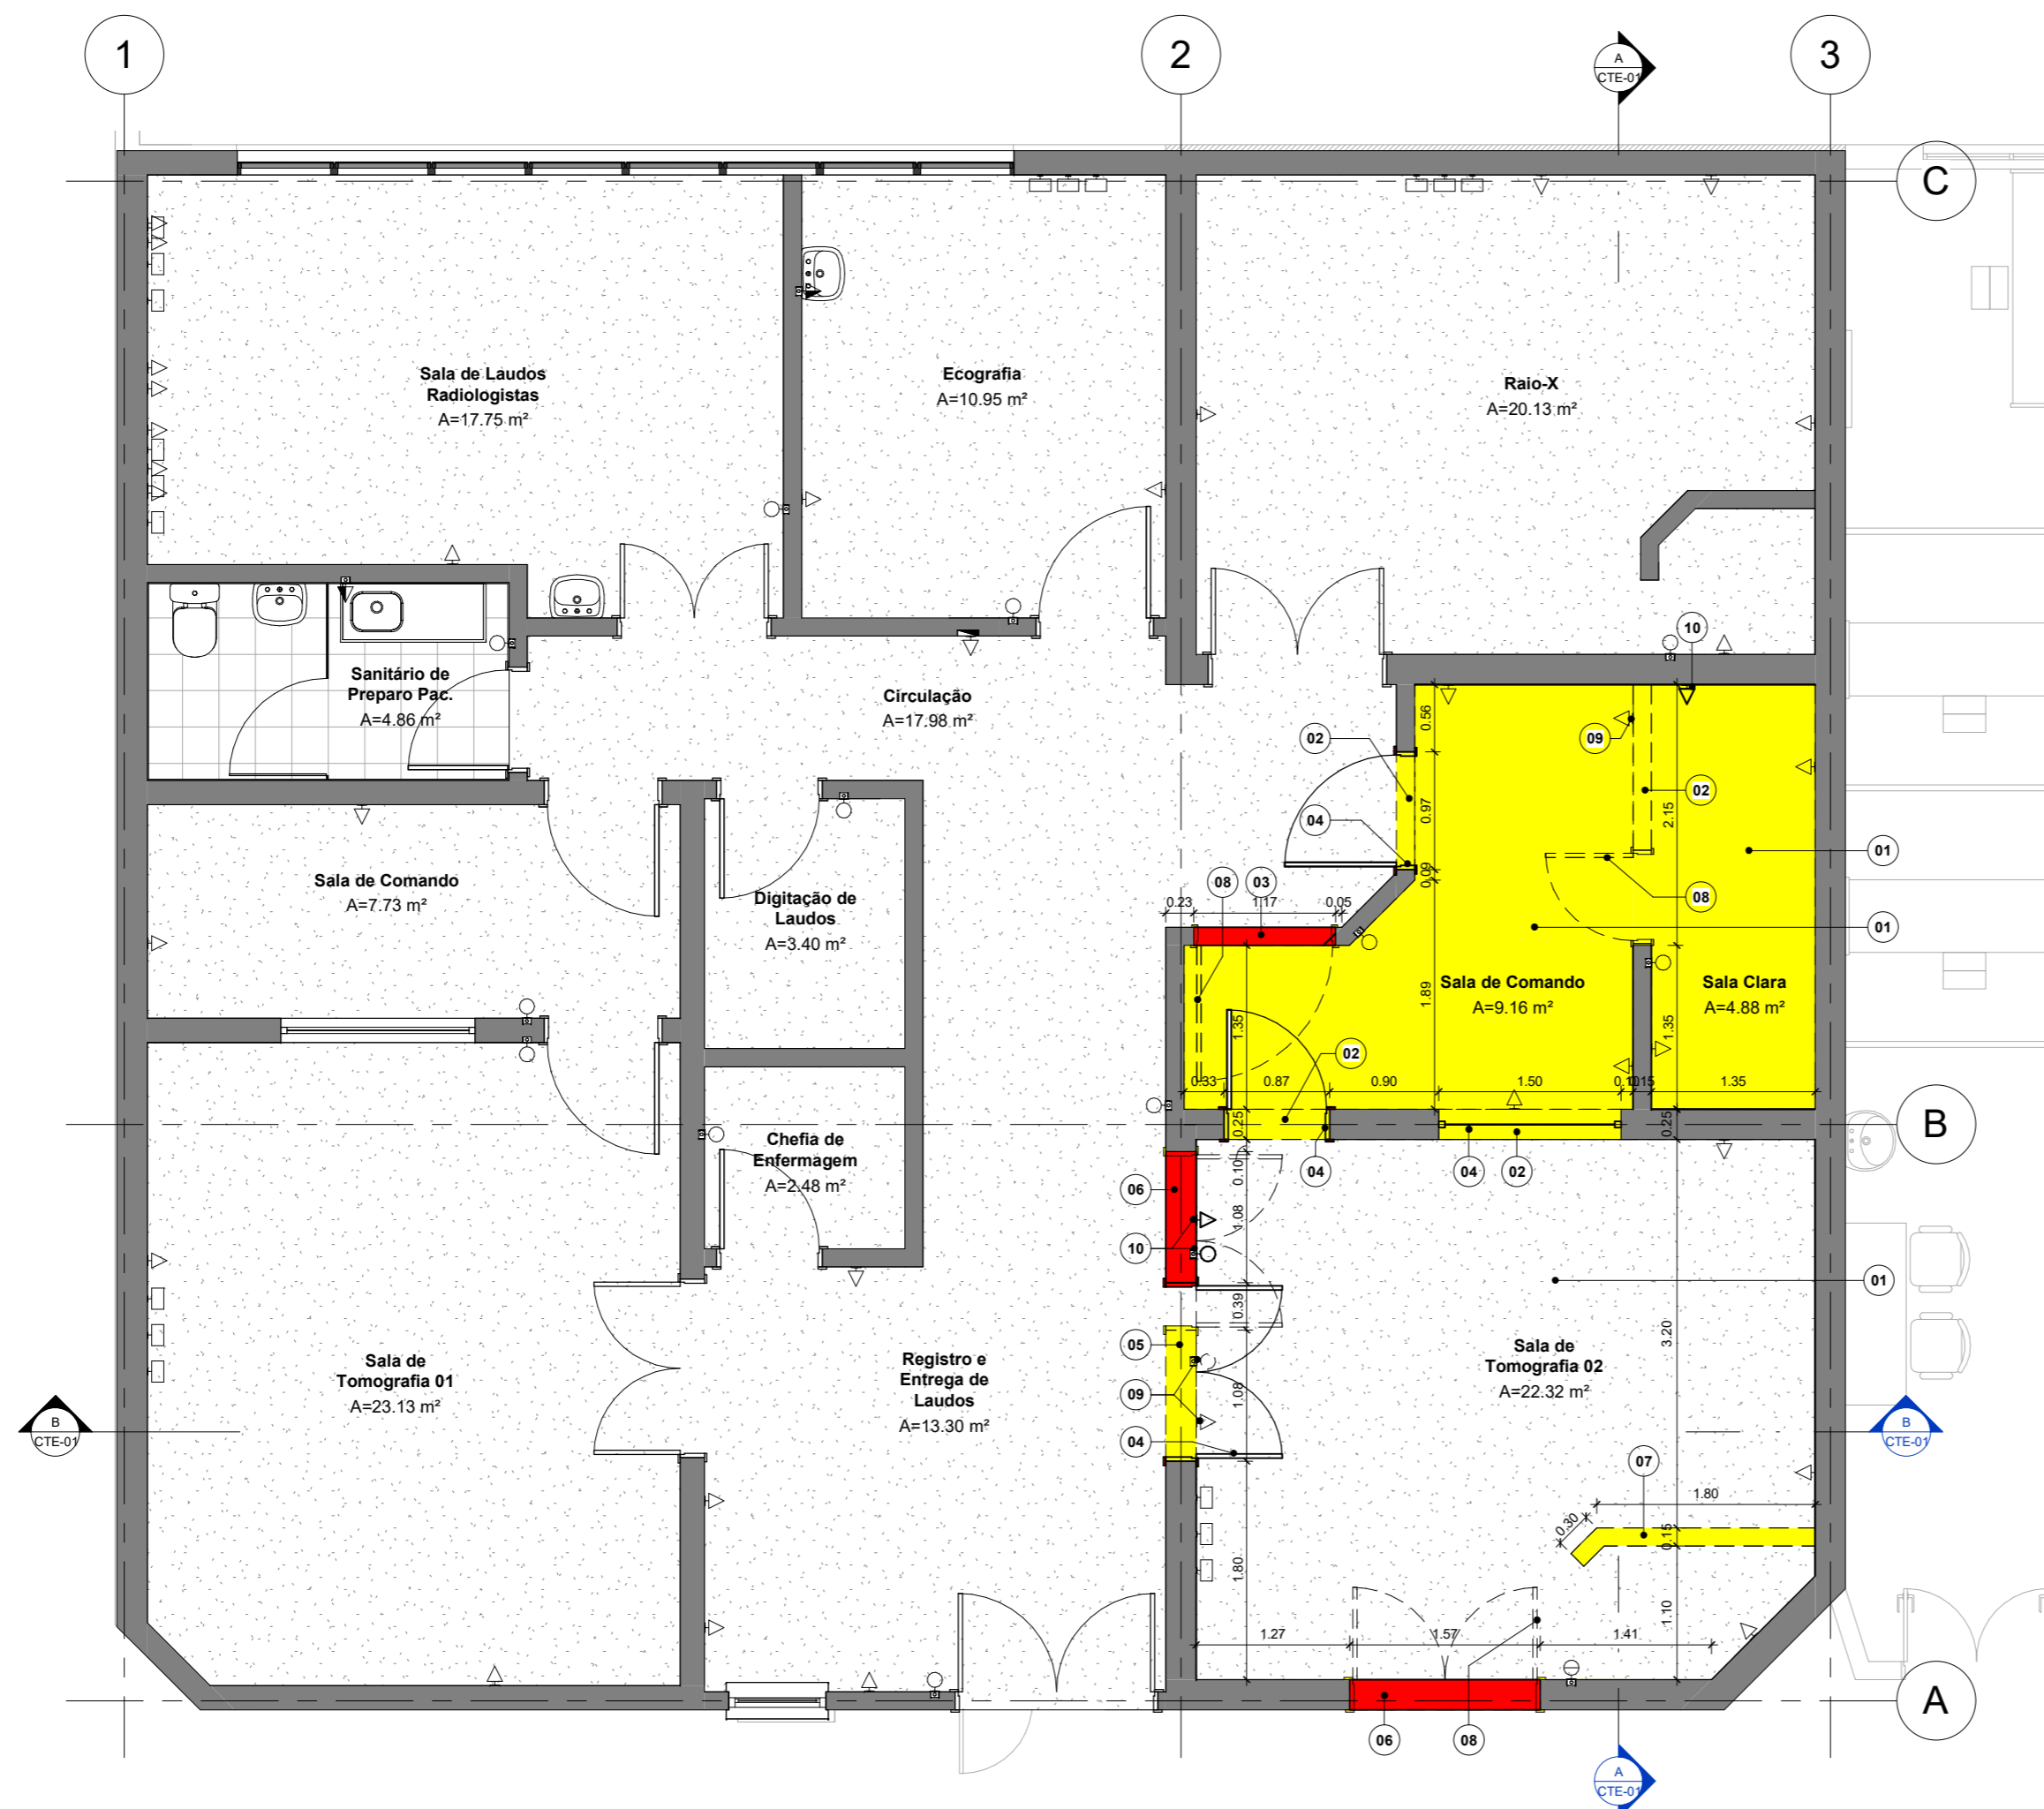 1
2
3
A
CTE-01
C
Sala de Laudos
Radiologistas
A=17.75 m²
Ecografia
A=10.95 m²
Raio-X
A=20.13 m²
10
Sanitário de
Preparo Pac.
A=4.86 m²
Circulação
A=17.98 m²
0.56
02
09
04
0.97
02
2.15
01
0.09
08
03
08
01
0.23
1.17
0.05
Sala de Comando
A=7.73 m²
Digitação de
Laudos
A=3.40 m²
1.89
Sala de Comando
A=9.16 m²
Sala Clara
A=4.88 m²
1.35
1.35
02
0.33
0.87
0.90
1.50
0.10
0.15
1.35
B
0.25
0.25
Chefia de
Enfermagem
A=2.48 m²
04
04
02
06
0.10
1.08
10
01
0.39
05
3.20
Sala de
Tomografia 01
A=23.13 m²
Registro e
Entrega de
Laudos
A=13.30 m²
Sala de
Tomografia 02
A=22.32 m²
09
1.08
04
B
CTE-01
B
CTE-01
07
1.80
0.30
0.15
1.80
1.10
1.27
1.57
1.41
A
06
08
A
CTE-01